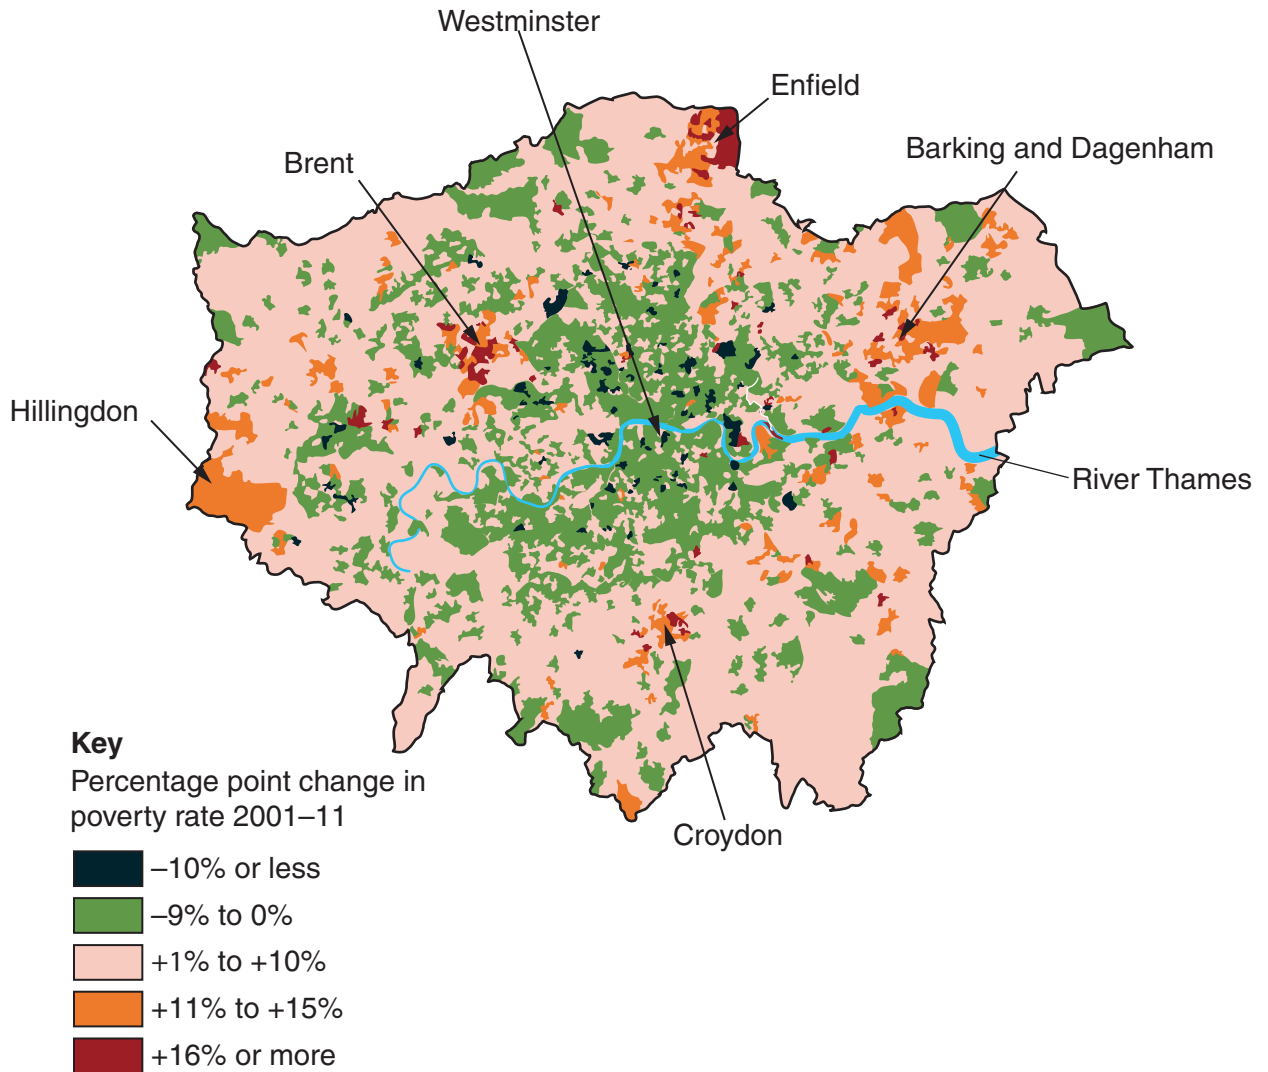 Westminster
Enfield
Barking and Dagenham
Brent
Hillingdon
River Thames
Croydon
Key
Percentage point change in
poverty rate 2001–11
–10% or less
–9% to 0%
+1% to +10%
+11% to +15%
+16% or more